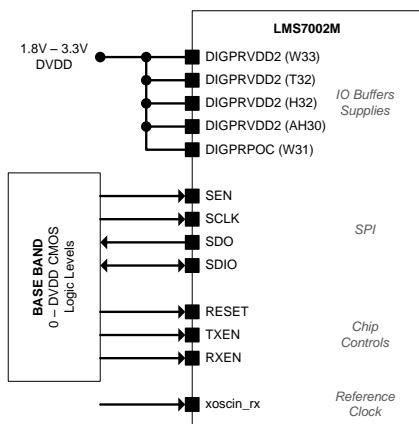 LMS7002M
1.8V – 3.3V
DVDD
DIGPRVDD2 (W33)
DIGPRVDD2 (T32)
DIGPRVDD2 (H32)
DIGPRVDD2 (AH30)
DIGPRPOC (W31)
IO Buffers
Supplies
BASE BAND
0 – DVDD CMOS
Logic Levels
SEN
SCLK
SDO
SDIO
SPI
RESET
TXEN
RXEN
Chip
Controls
xoscin_rx
Reference
Clock